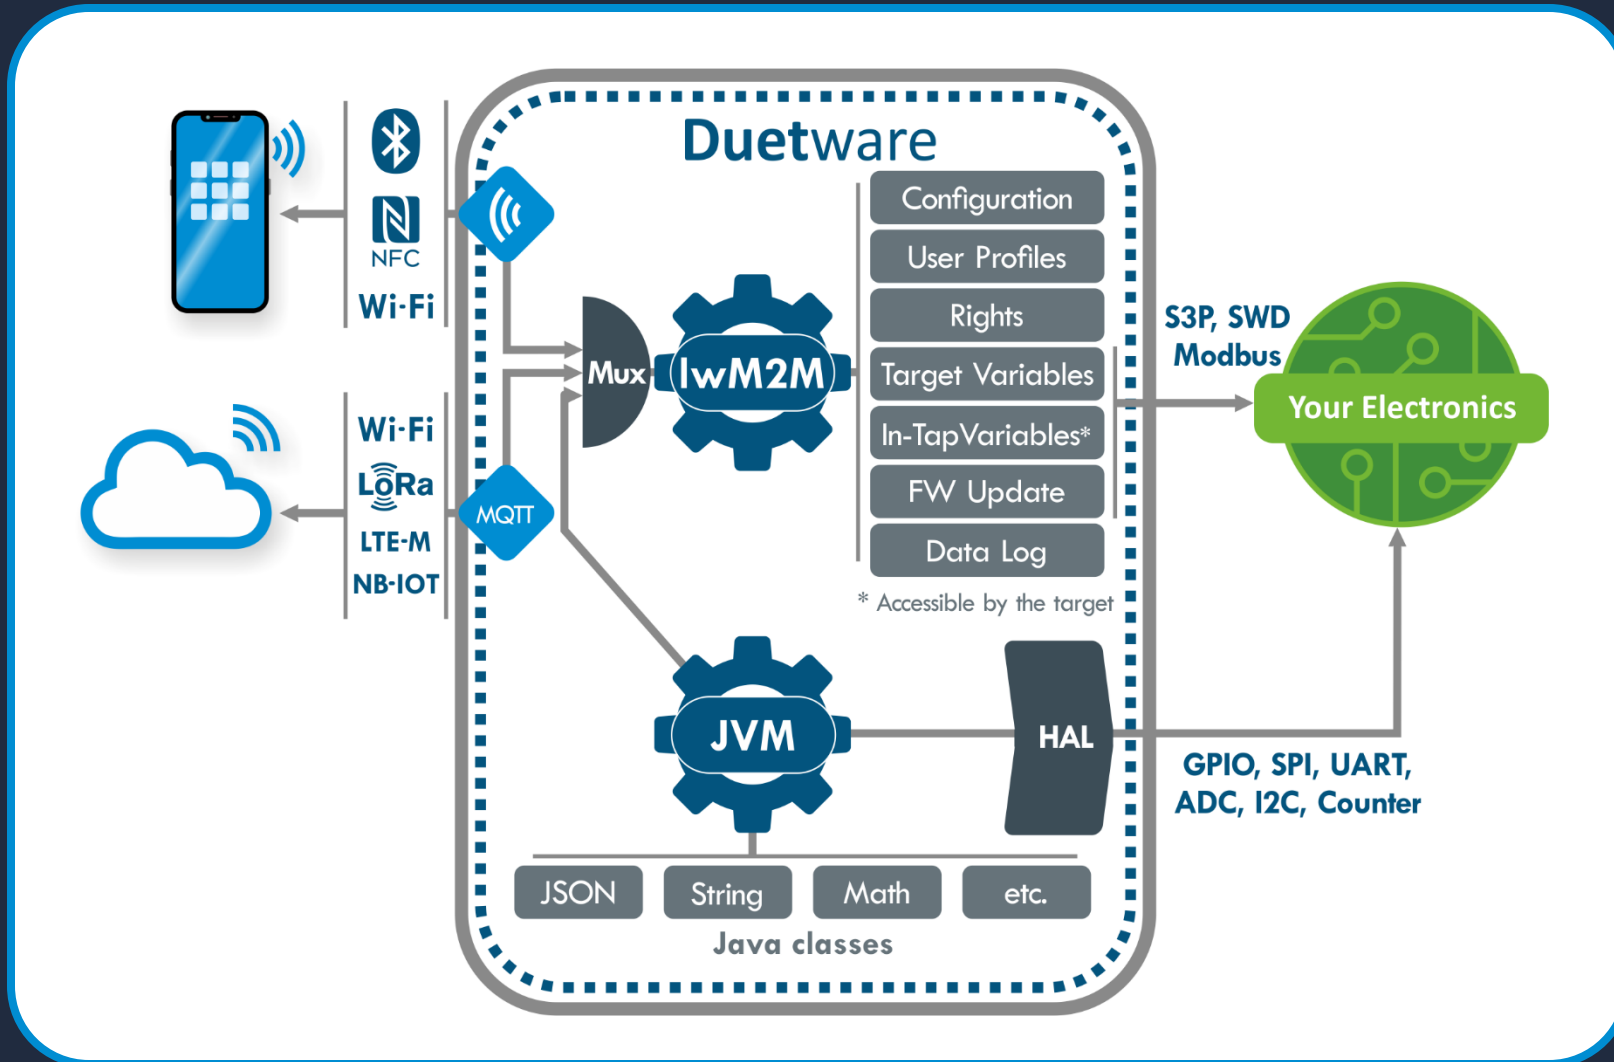 Duetware
NFC
Wi-Fi
Wi-Fi
LoRa
LTE-M
NB-IOT
MQTT
Mux
lwM2M
Configuration
User Profiles
Rights
Target Variables
In-TapVariables*
FW Update
Data Log
* Accessible by the target
S3P, SWD
Modbus
Your Electronics
JVM
HAL
GPIO, SPI, UART,
ADC, I2C, Counter
JSON
String
Math
etc.
Java classes